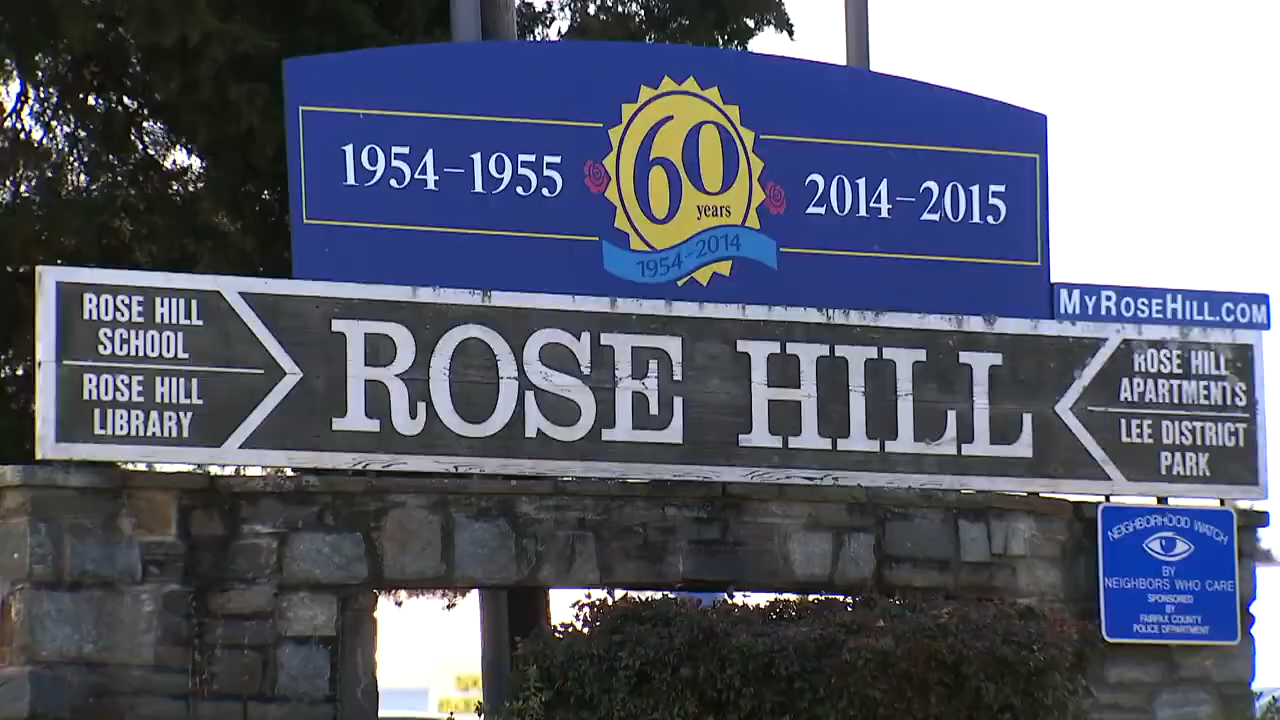 1954-1955
60
years
1954-2014
2014-2015
MYROSEHILL.COM
ROSE HILL
SCHOOL
ROSE HILL
LIBRARY
ROSE HILL
ROSE HILL
APARTMENTS
LEE DISTRICT
PARK
NEIGHBORHOOD WATCH
BY
NEIGHBORS WHO CARE
SPONSORED
BY
FAIRFAX COUNTY
POLICE DEPARTMENT